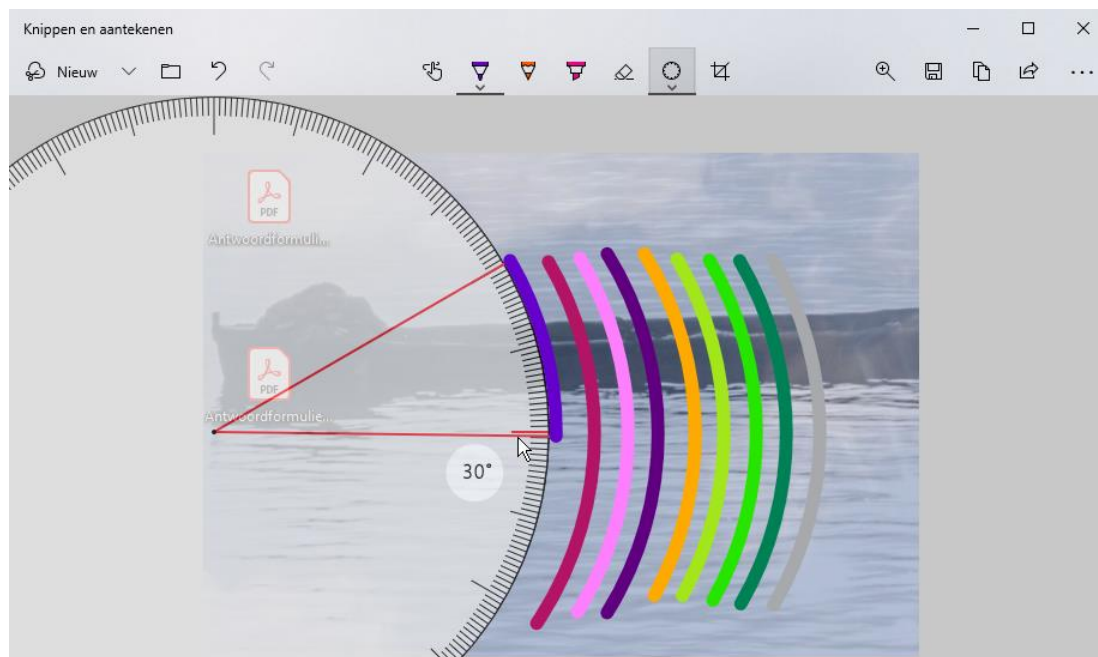 Knippen en aantekenen
Nieuw
PDF
Antwoordformuli...
PDF
Antwoordformulie...
30°